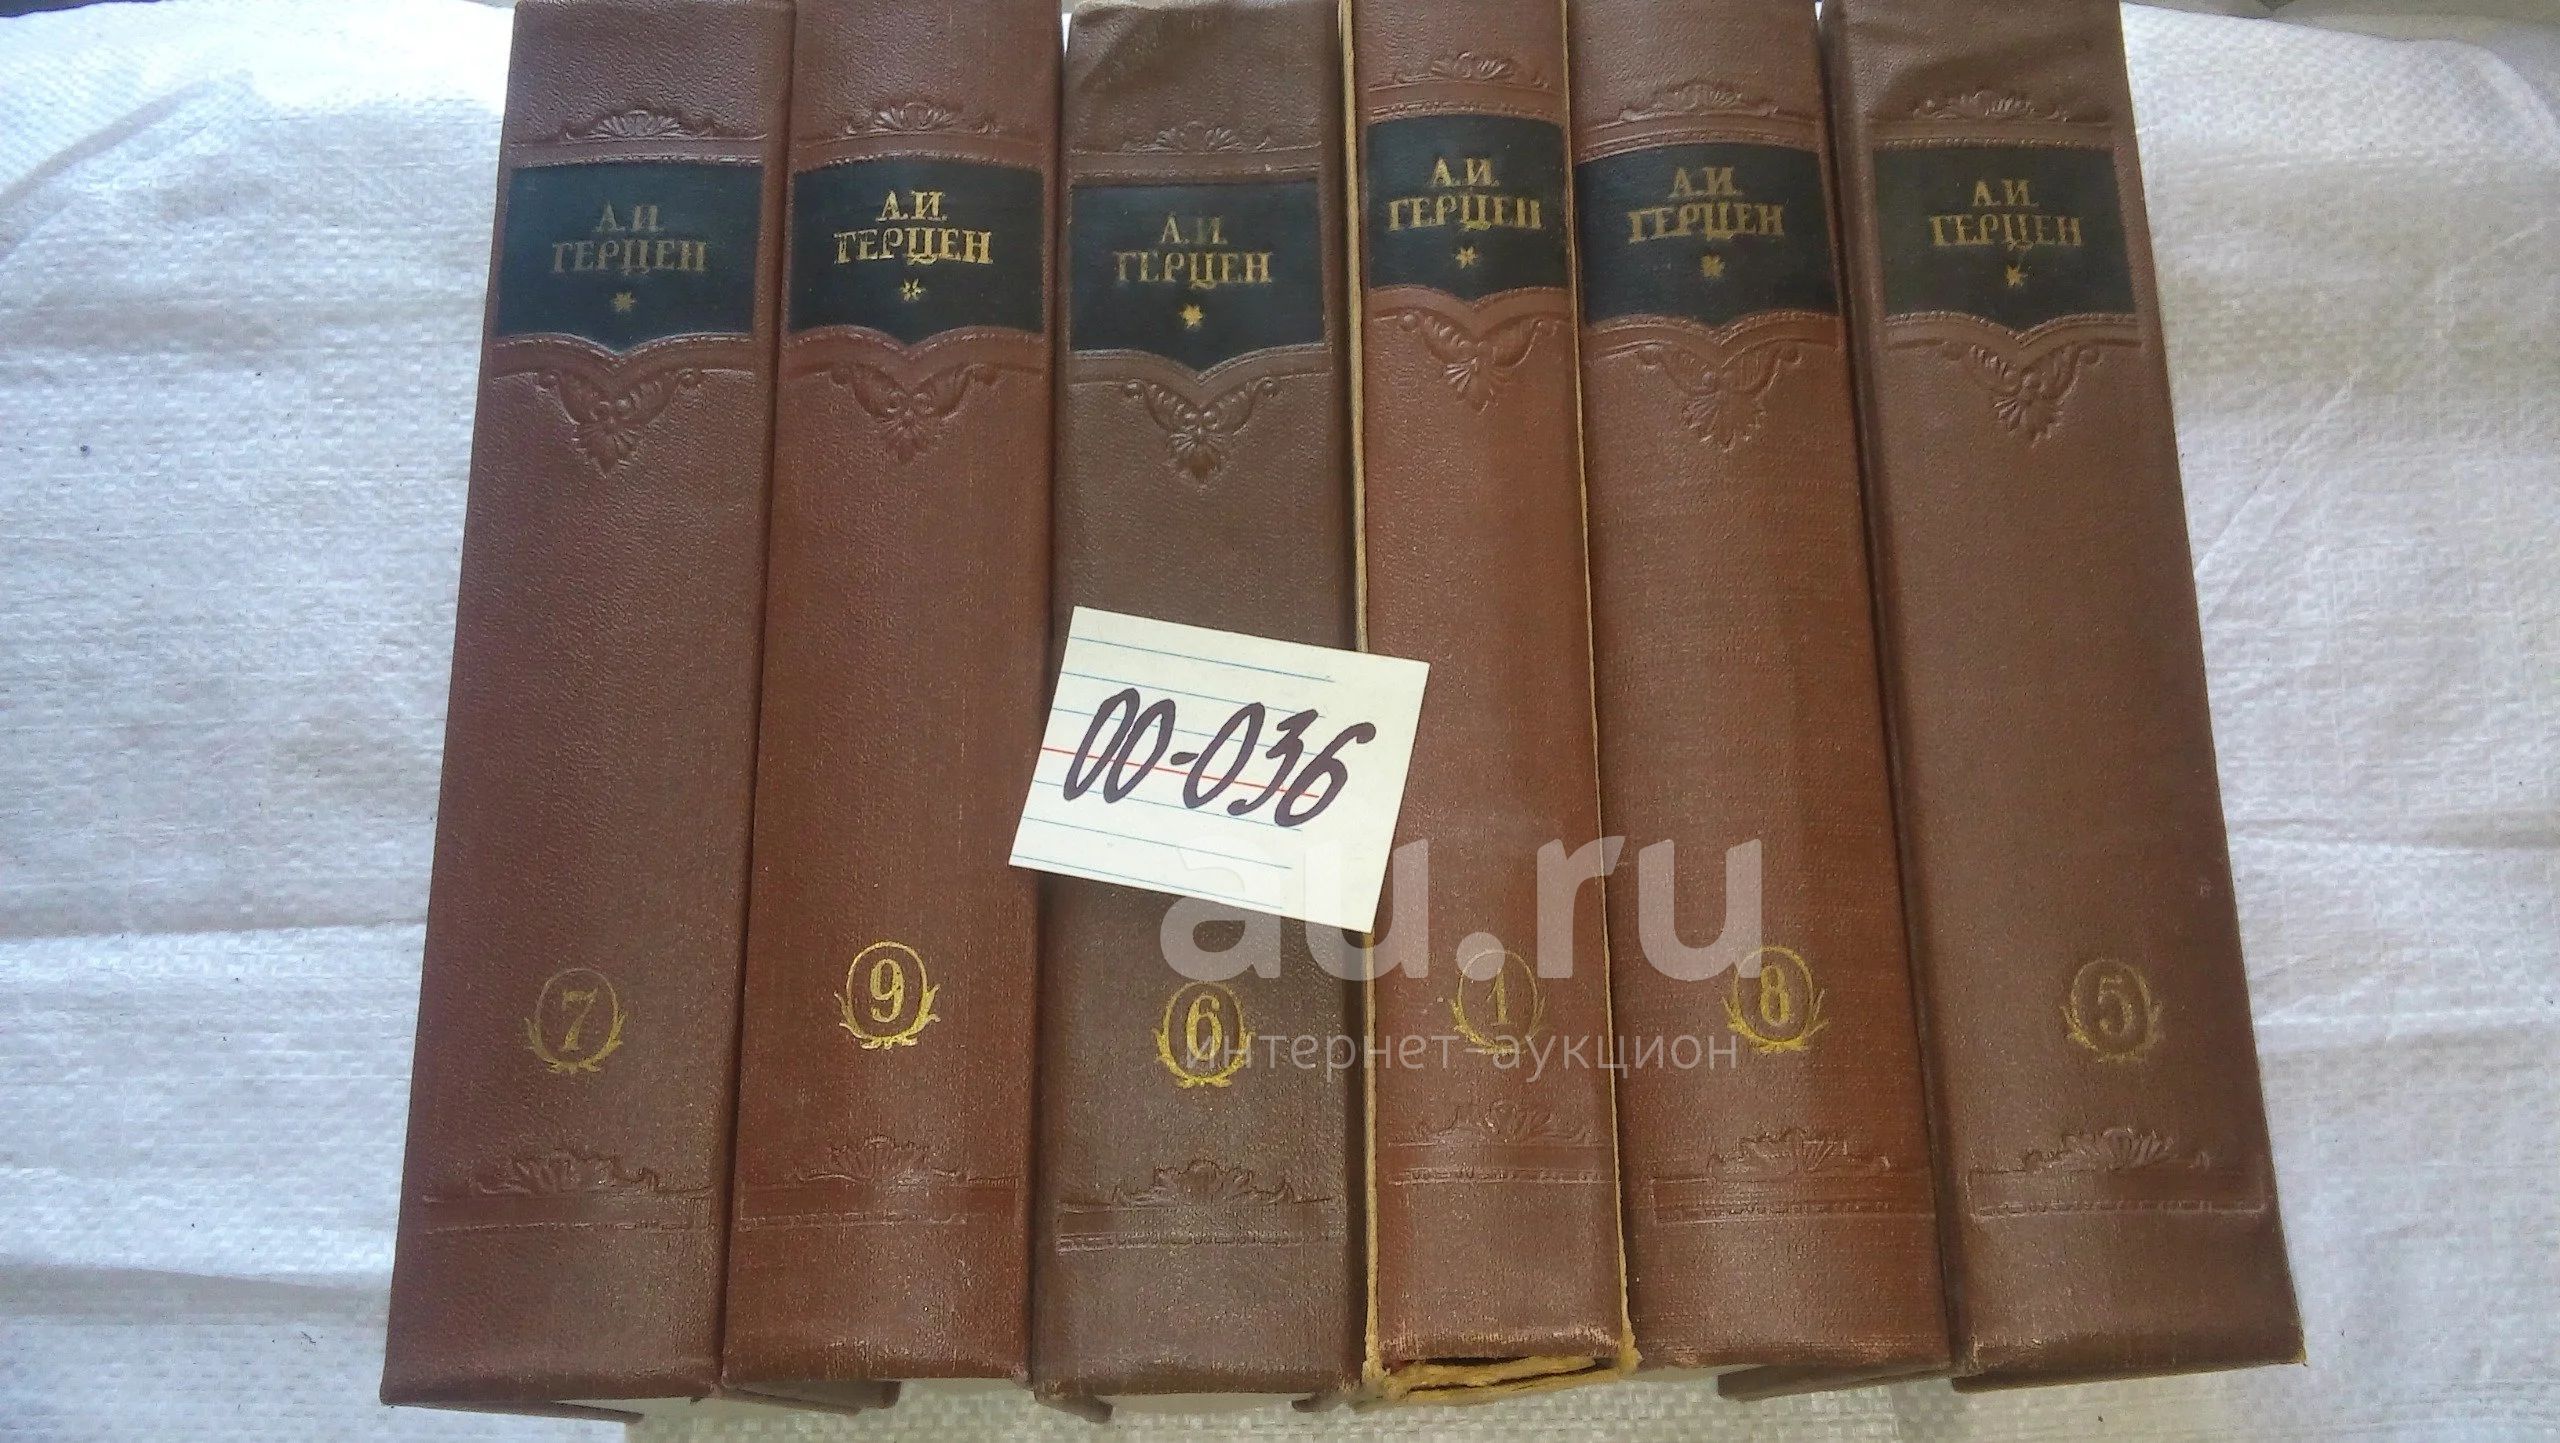 А.И.
ГЕРЦЕН
7
А.И.
ГЕРЦЕН
9
А.И.
ГЕРЦЕН
6
А.И.
ГЕРЦЕН
1
А.И.
ГЕРЦЕН
8
А.И.
ГЕРЦЕН
5
00-036
au.ru
интернет-аукцион